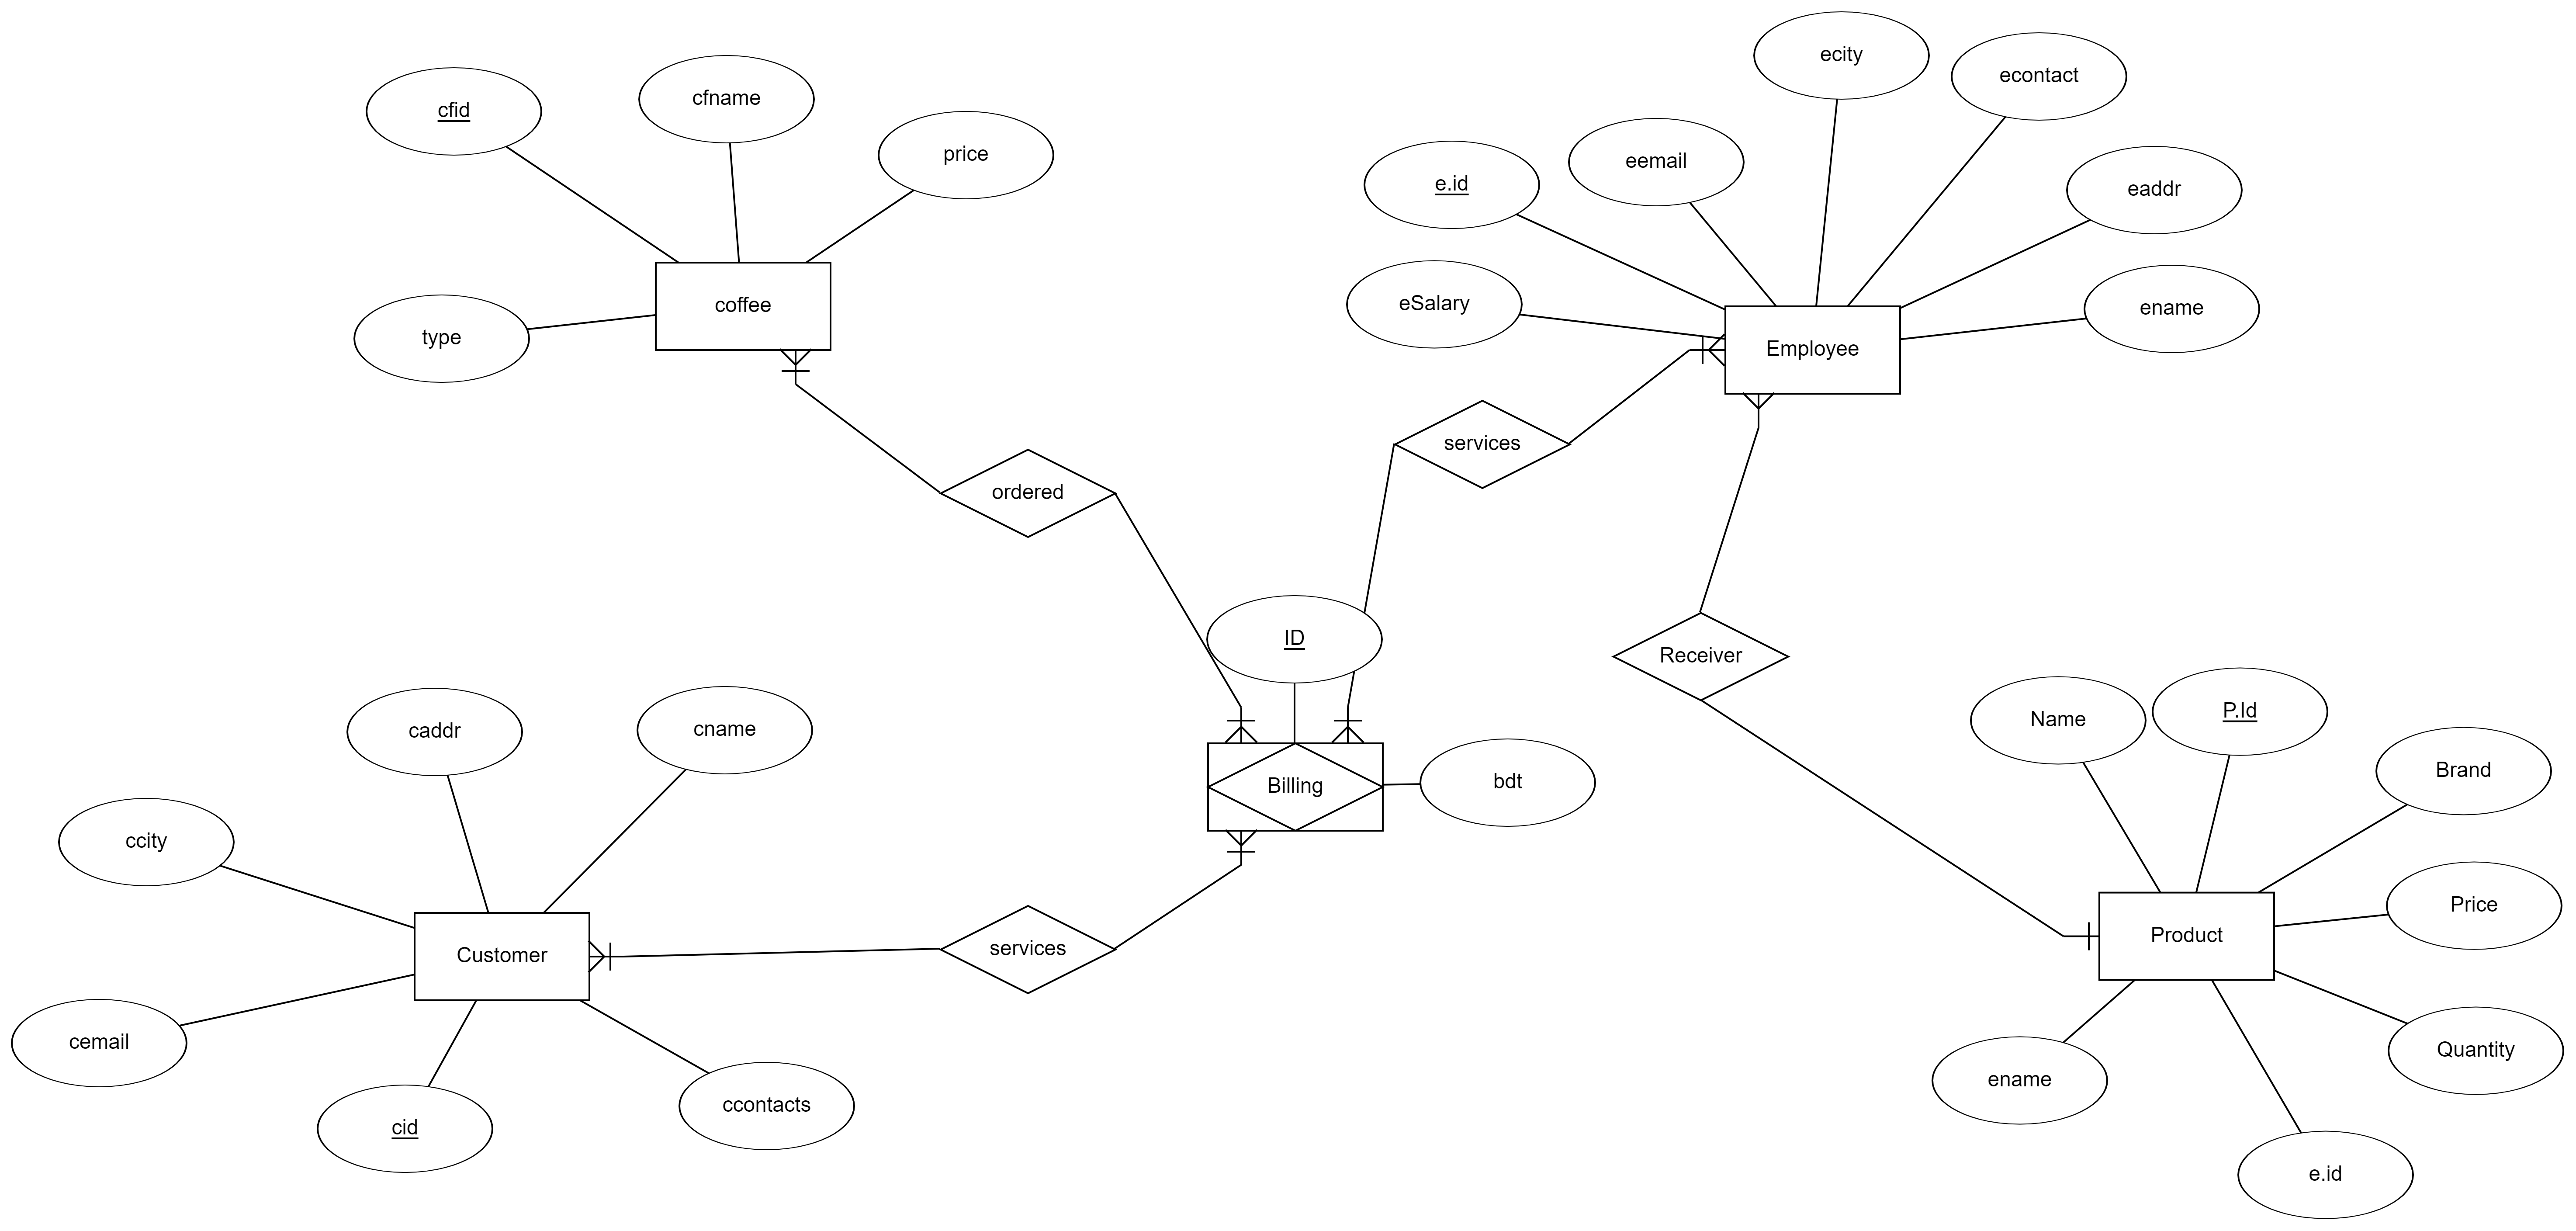 ecity
econtact
cfname
cfid
price
eemail
e.id
eaddr
eSalary
ename
coffee
type
Employee
services
ordered
ID
Receiver
Name
P.Id
Brand
caddr
cname
Billing
bdt
ccity
Price
Product
Customer
services
cemail
Quantity
ename
ccontacts
cid
e.id